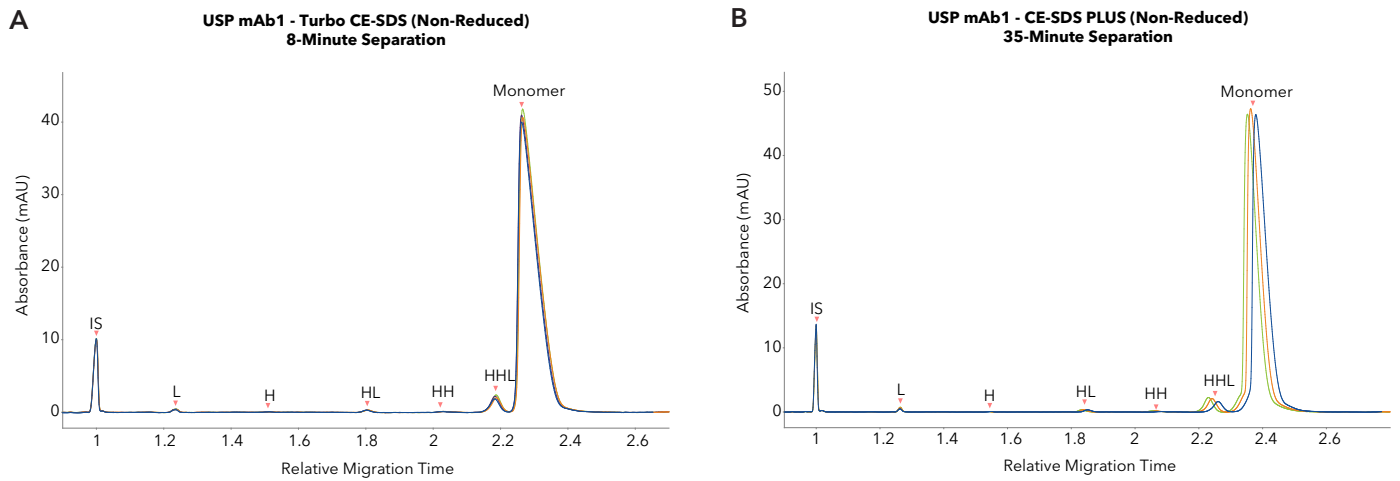 A
USP mAb1 - Turbo CE-SDS (Non-Reduced)
8-Minute Separation
Absorbance (mAU)
40
30
20
10
0
IS
L
H
HL
HH
HHL
Monomer
1
1.2
1.4
1.6
1.8
2
2.2
2.4
2.6
Relative Migration Time
B
USP mAb1 - CE-SDS PLUS (Non-Reduced)
35-Minute Separation
Absorbance (mAU)
50
40
30
20
10
0
IS
L
H
HL
HH
HHL
Monomer
1
1.2
1.4
1.6
1.8
2
2.2
2.4
2.6
Relative Migration Time